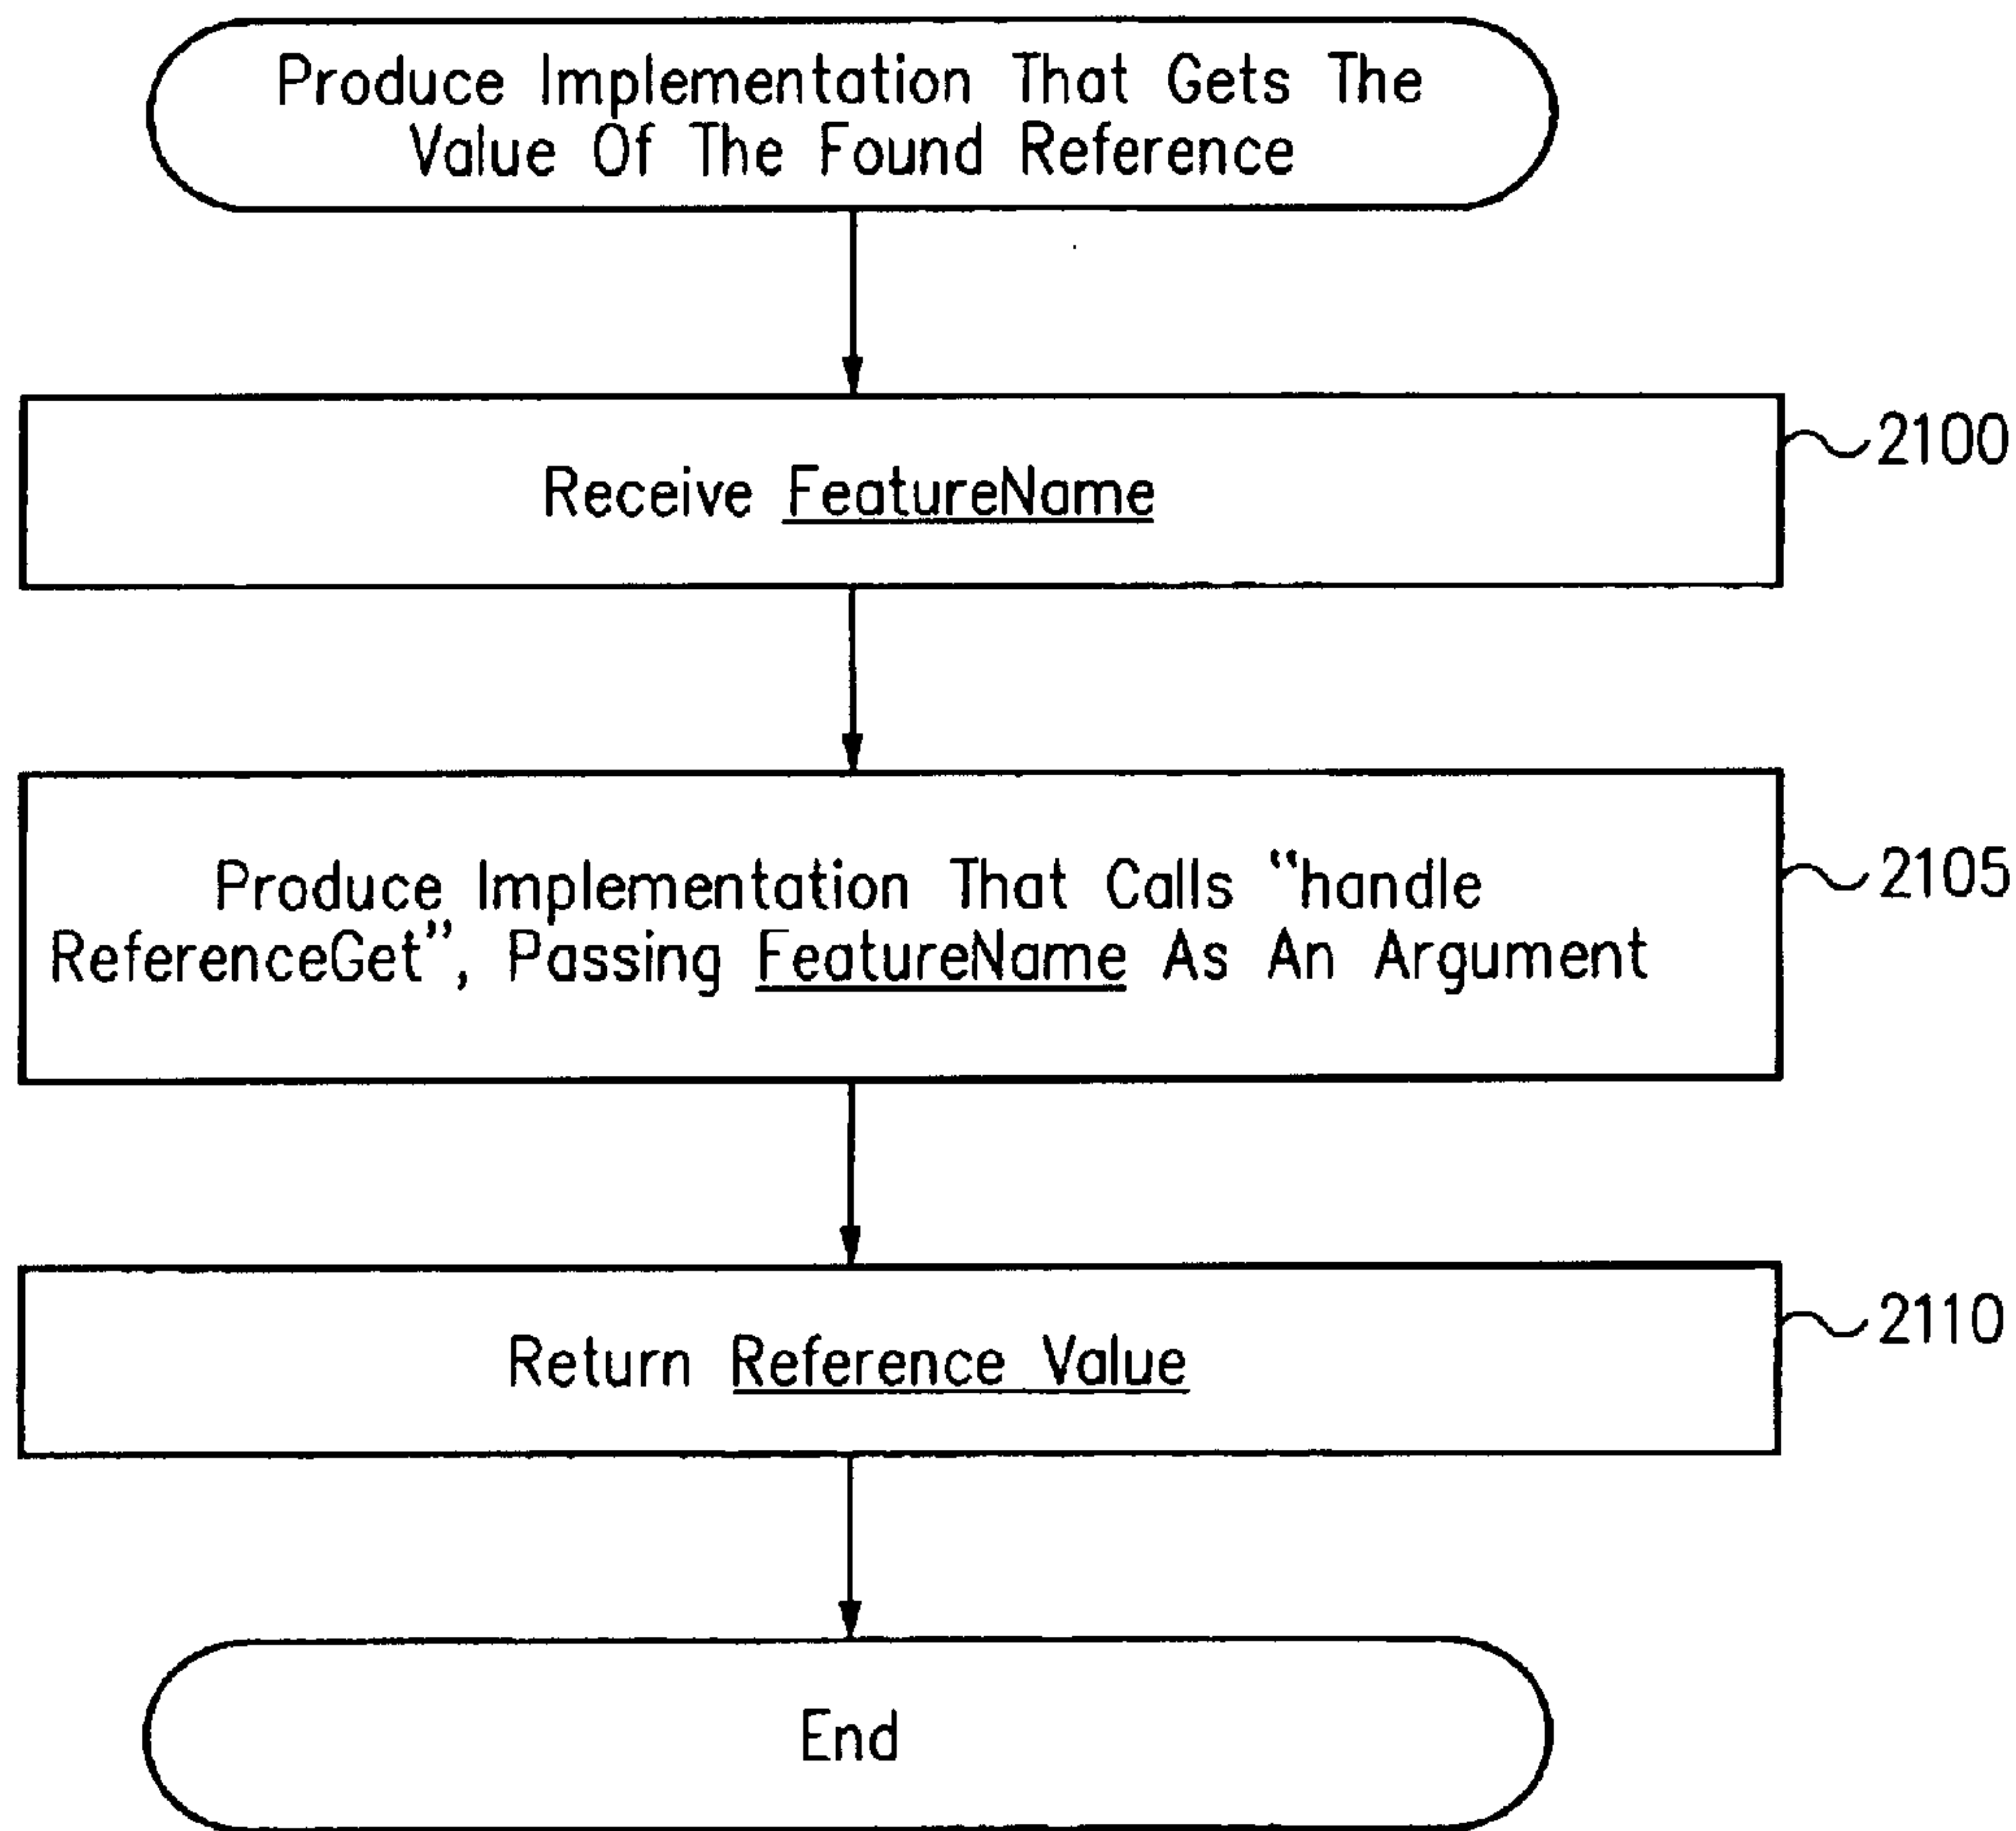 Produce Implementation That Gets The
Value Of The Found Reference
Receive FeatureName
2100
Produce Implementation That Calls “handle
ReferenceGet”, Passing FeatureName As An Argument
2105
Return Reference Value
2110
End